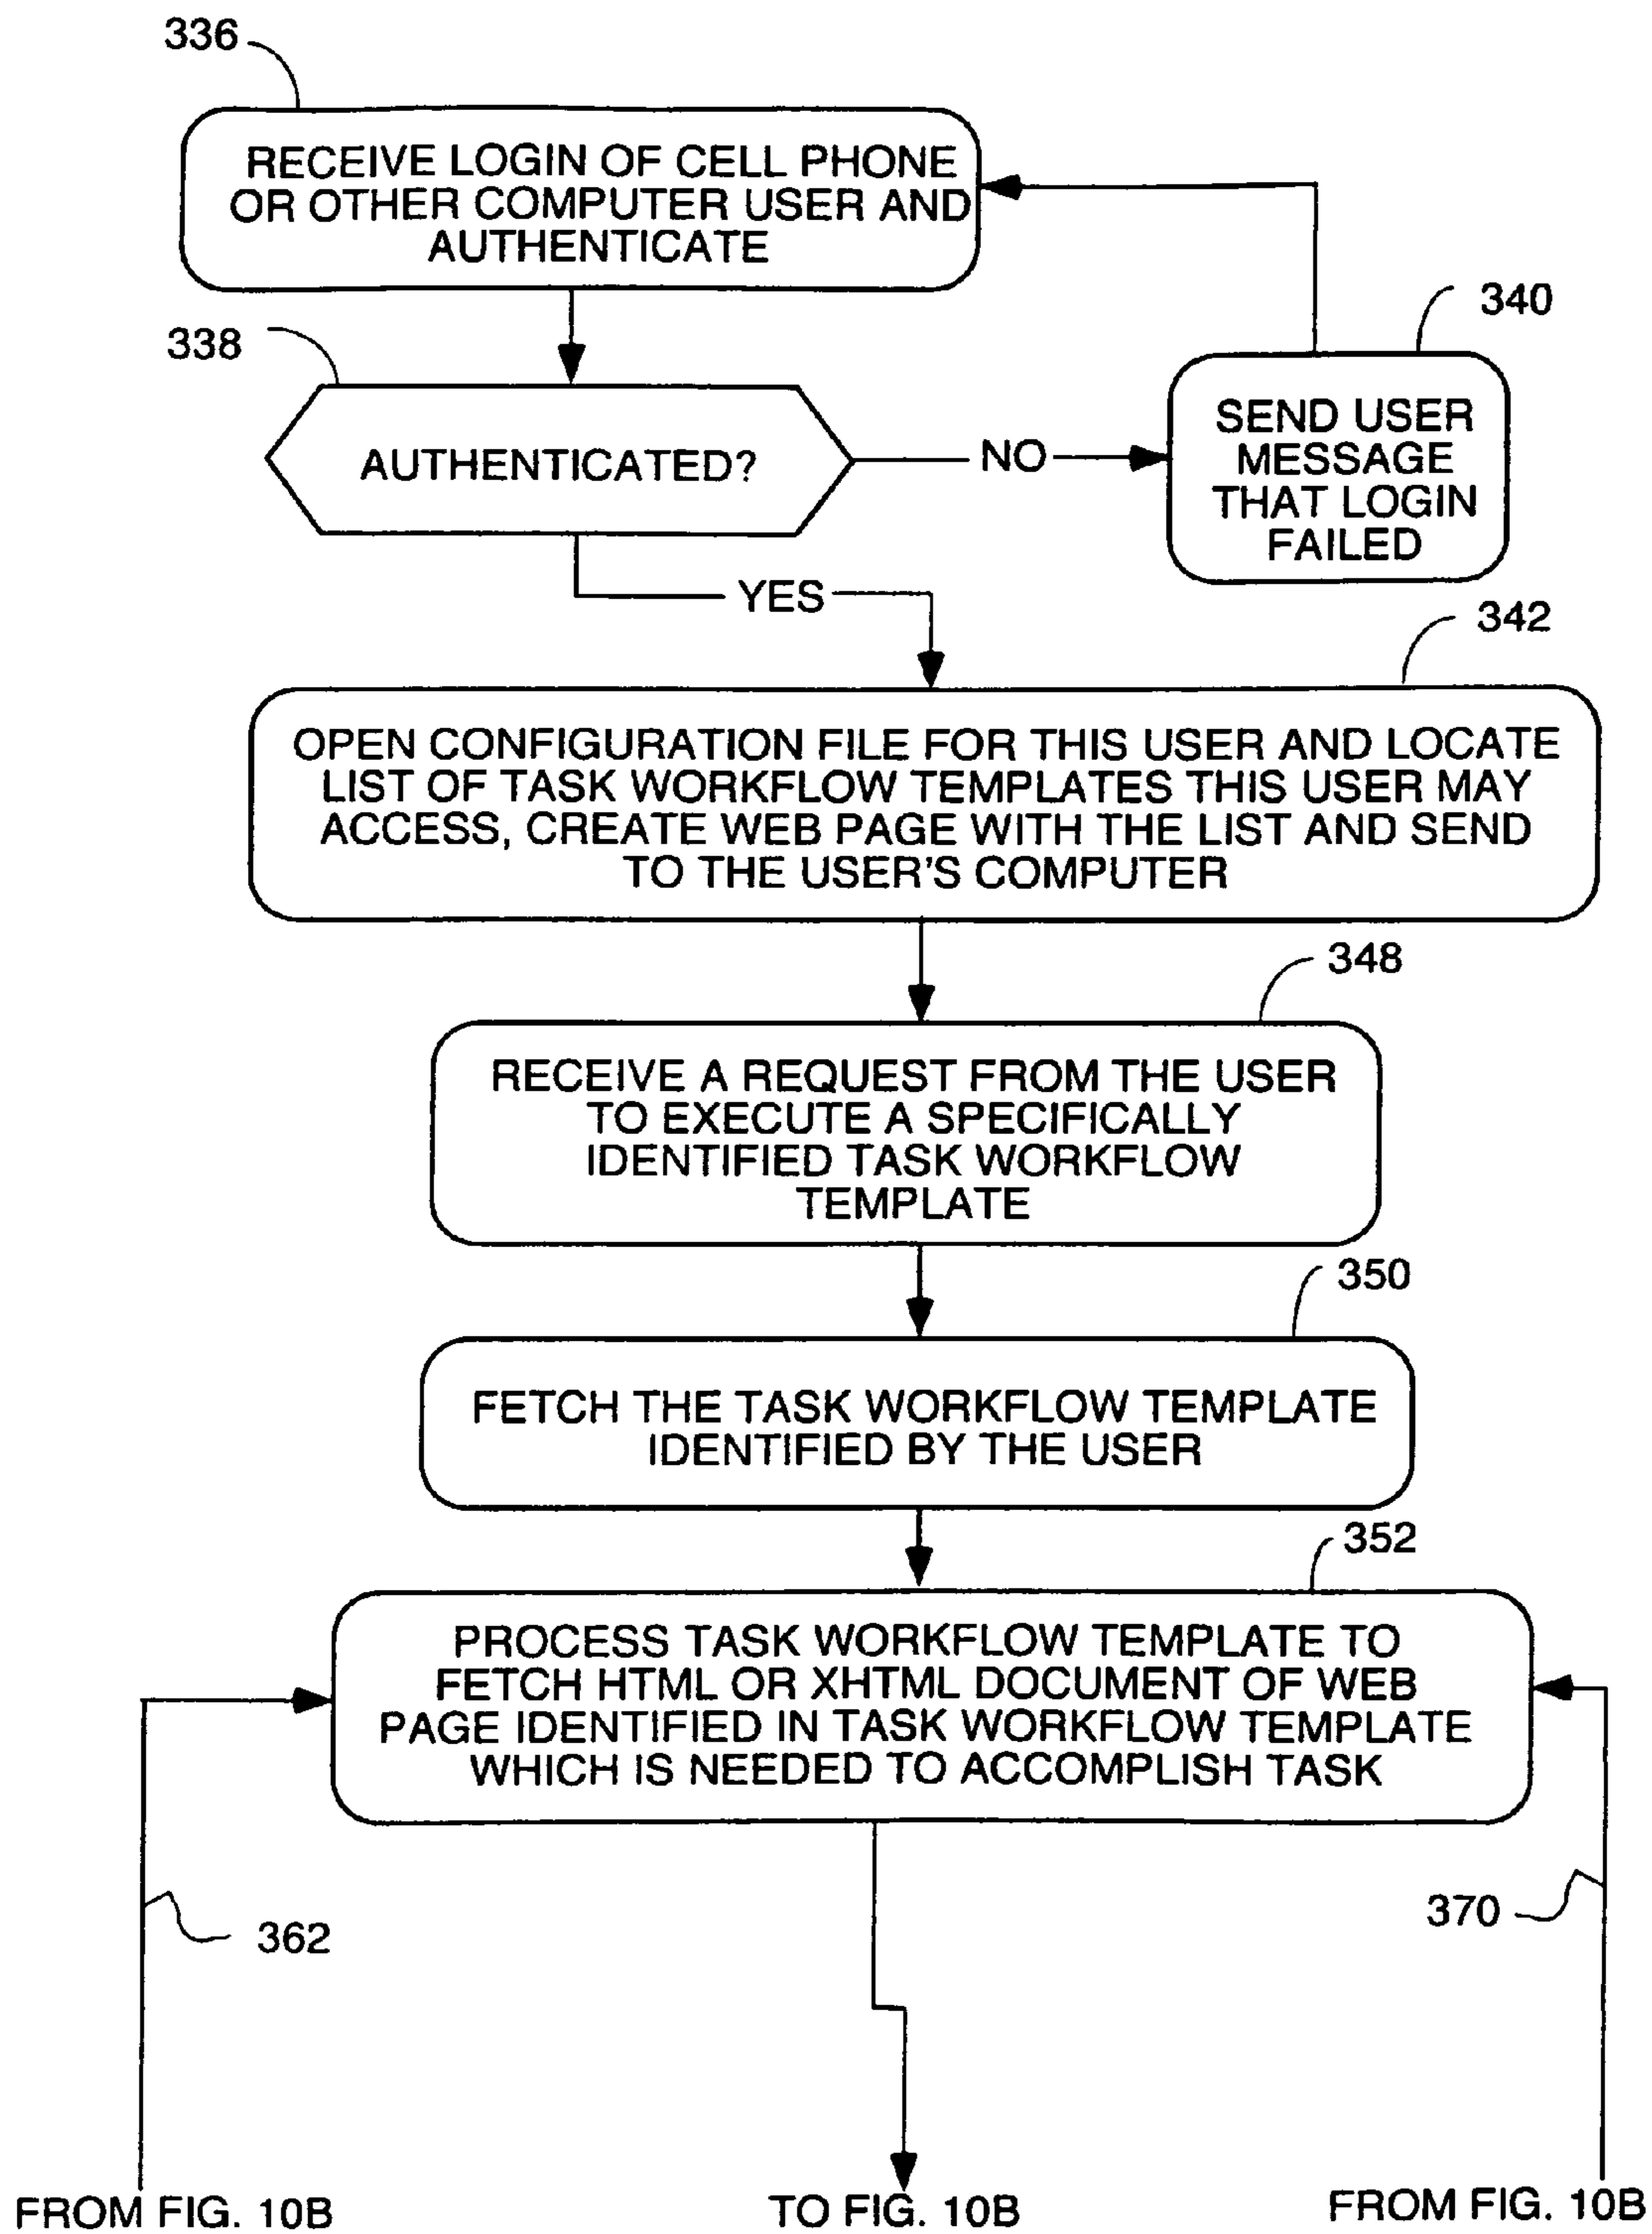 336
RECEIVE LOGIN OF CELL PHONE
OR OTHER COMPUTER USER AND
AUTHENTICATE
338
AUTHENTICATED?
NO
340
SEND USER
MESSAGE
THAT LOGIN
FAILED
YES
342
OPEN CONFIGURATION FILE FOR THIS USER AND LOCATE
LIST OF TASK WORKFLOW TEMPLATES THIS USER MAY
ACCESS, CREATE WEB PAGE WITH THE LIST AND SEND
TO THE USER'S COMPUTER
348
RECEIVE A REQUEST FROM THE USER
TO EXECUTE A SPECIFICALLY
IDENTIFIED TASK WORKFLOW
TEMPLATE
350
FETCH THE TASK WORKFLOW TEMPLATE
IDENTIFIED BY THE USER
352
PROCESS TASK WORKFLOW TEMPLATE TO
FETCH HTML OR XHTML DOCUMENT OF WEB
PAGE IDENTIFIED IN TASK WORKFLOW TEMPLATE
WHICH IS NEEDED TO ACCOMPLISH TASK
362
370
FROM FIG. 10B
TO FIG. 10B
FROM FIG. 10B